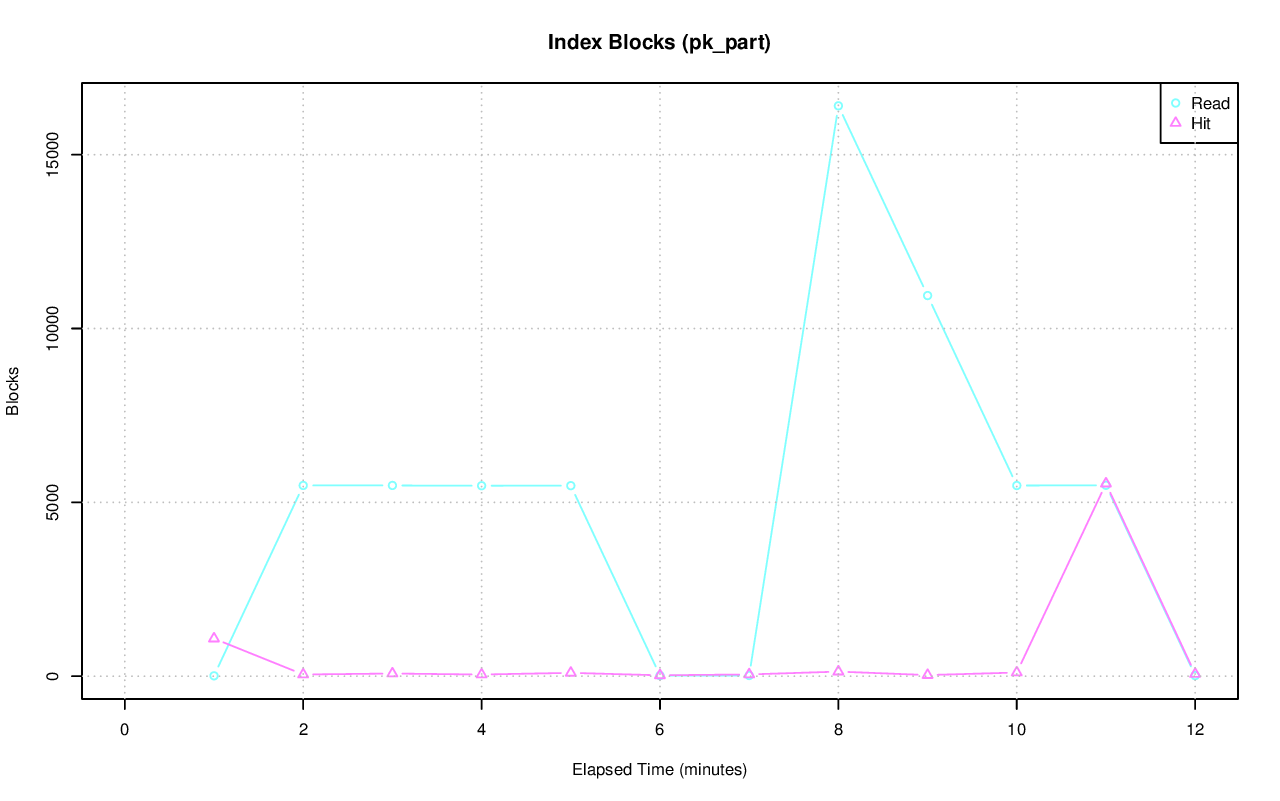 Index Blocks (pk_part)
Read
Hit
Blocks
15000
10000
5000
0
0 2 4 6 8 10 12
Elapsed Time (minutes)